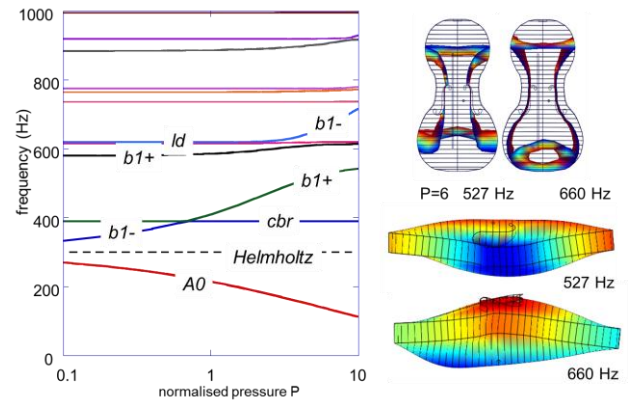 1000
800
600
400
200
0
frequency (Hz)
ld
b1-
b1+
b1+
b1-
cbr
Helmholtz
A0
0.1 1 10
normalised pressure P
P=6 527 Hz 660 Hz
527 Hz
660 Hz